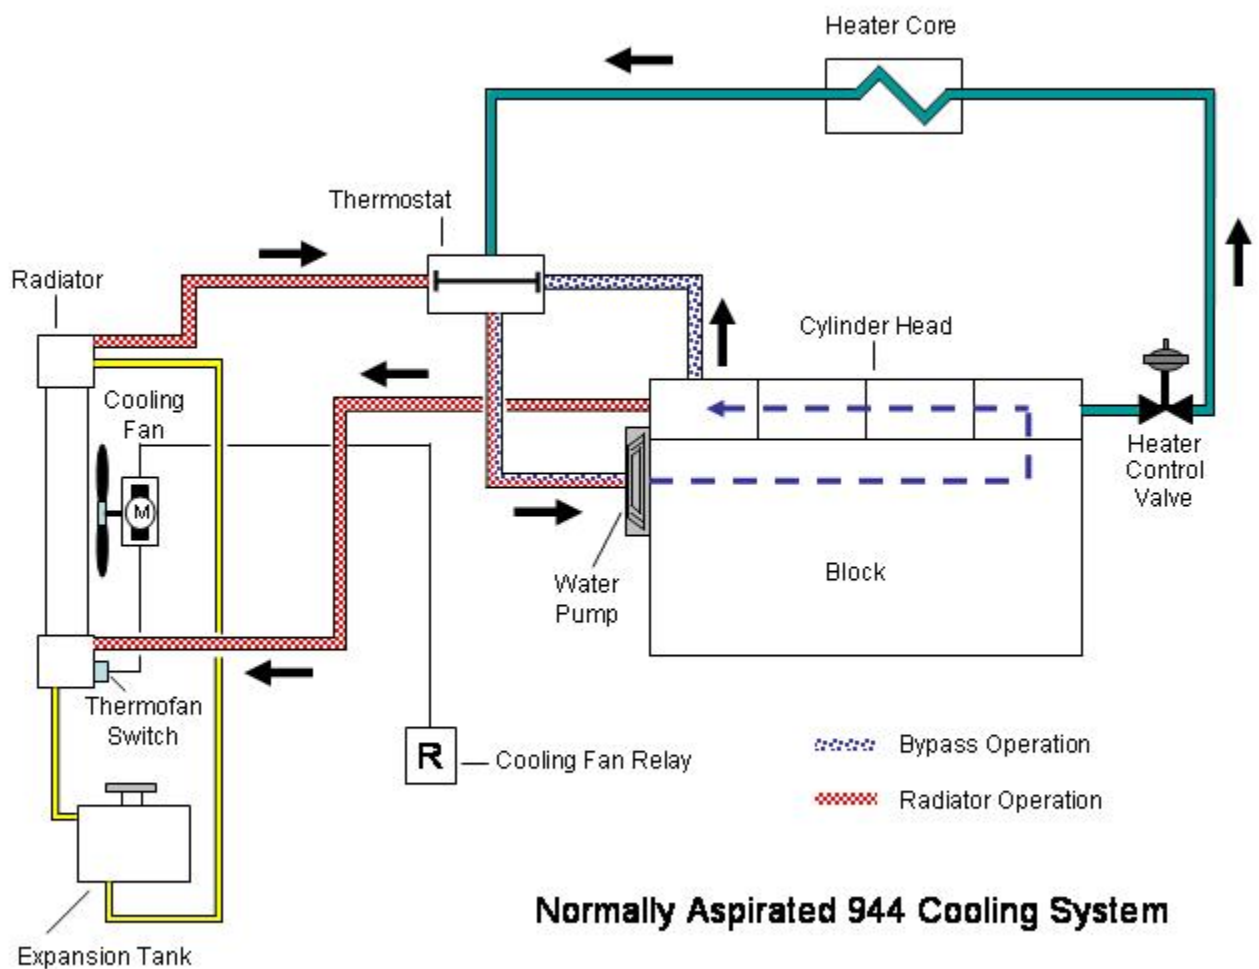 Heater Core
Thermostat
Radiator
Cylinder Head
Cooling
Fan
M
Heater
Control
Valve
Water
Pump
Block
Thermofan
Switch
R
Cooling Fan Relay
Bypass Operation
Radiator Operation
Normally Aspirated 944 Cooling System
Expansion Tank